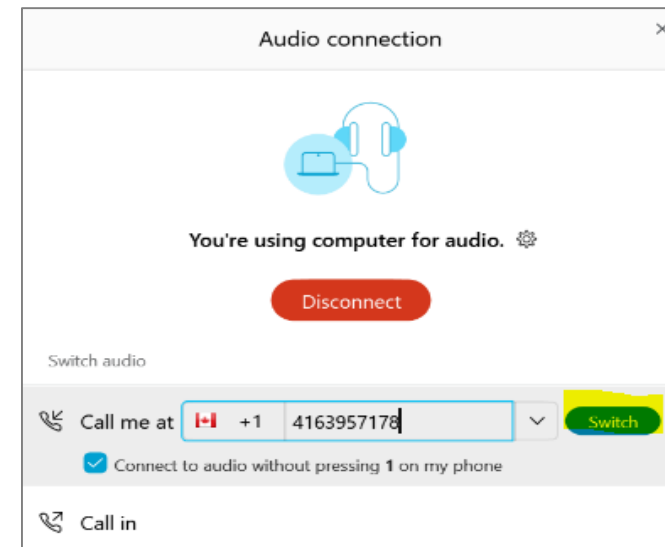 Audio connection
You're using computer for audio.
Disconnect
Switch audio
Call me at +1 4163957178 Switch
Connect to audio without pressing 1 on my phone
Call in